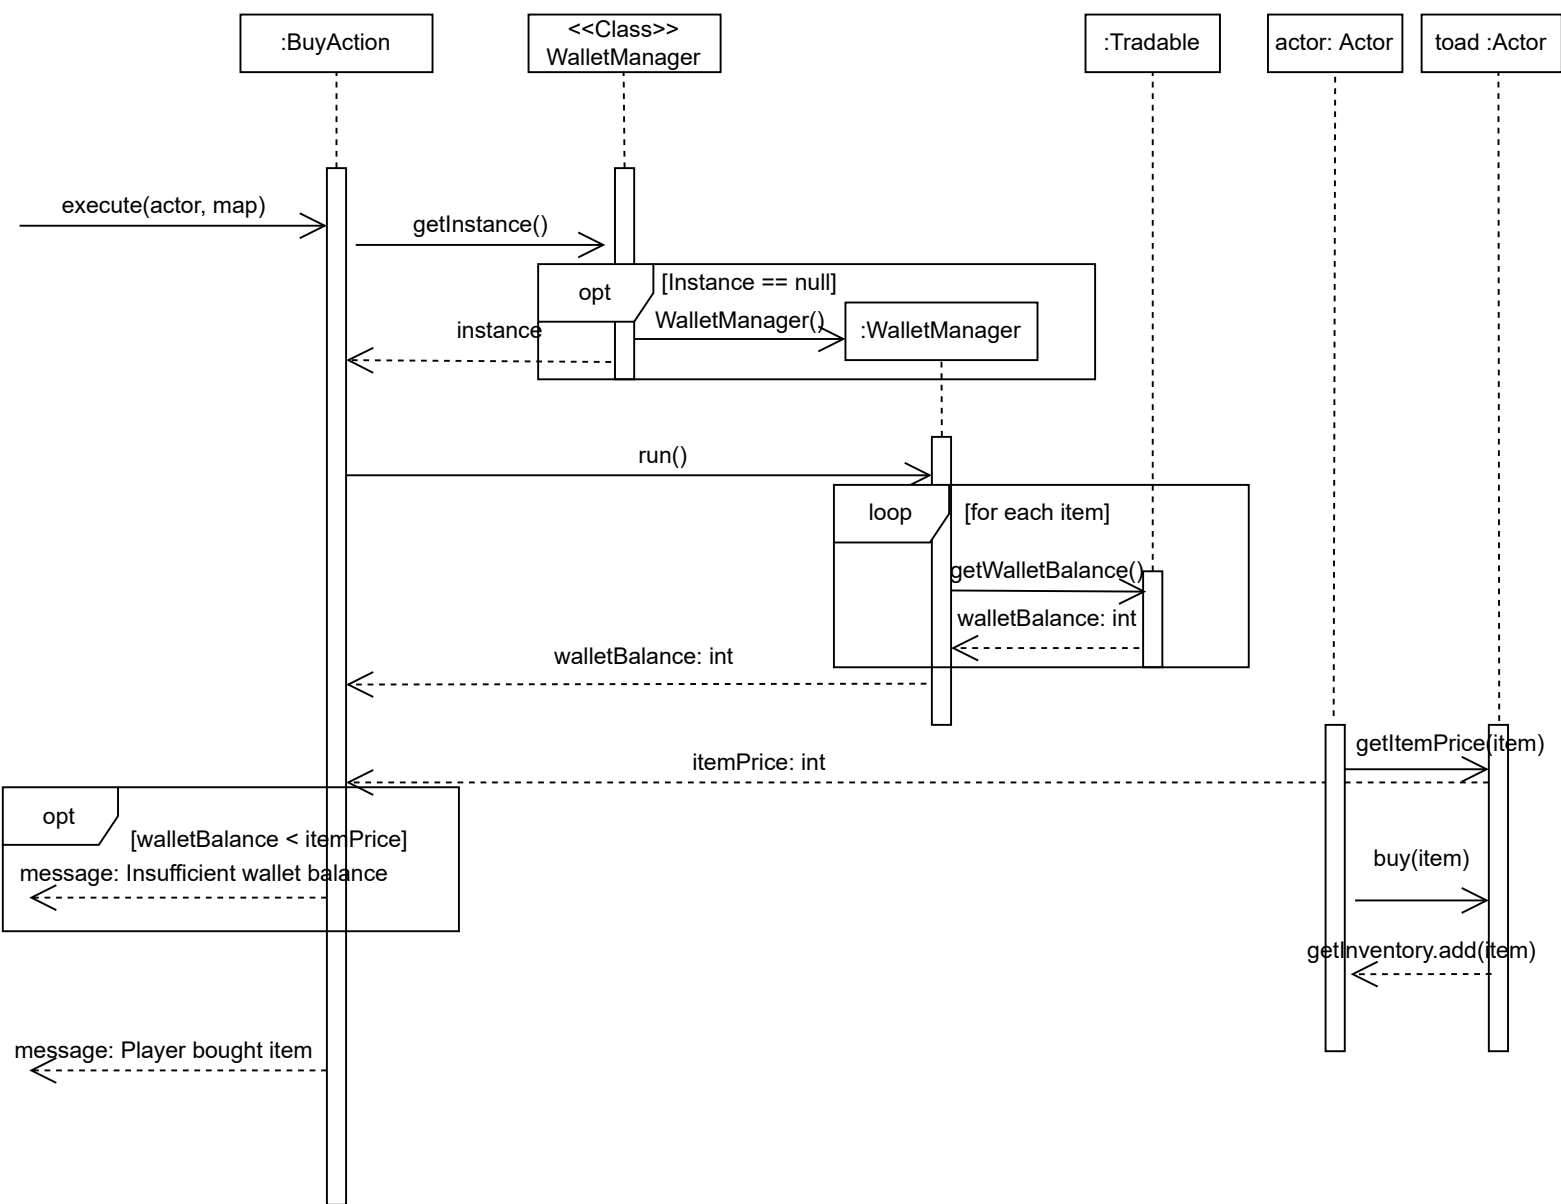 :BuyAction
<<Class>>
WalletManager
:Tradable
actor: Actor
toad :Actor
execute(actor, map)
getInstance()
opt
[Instance == null]
instance
WalletManager()
:WalletManager
run()
loop
[for each item]
getWalletBalance()
walletBalance: int
walletBalance: int
getItemPrice(item)
itemPrice: int
opt
[walletBalance < itemPrice]
message: Insufficient wallet balance
buy(item)
getInventory.add(item)
message: Player bought item